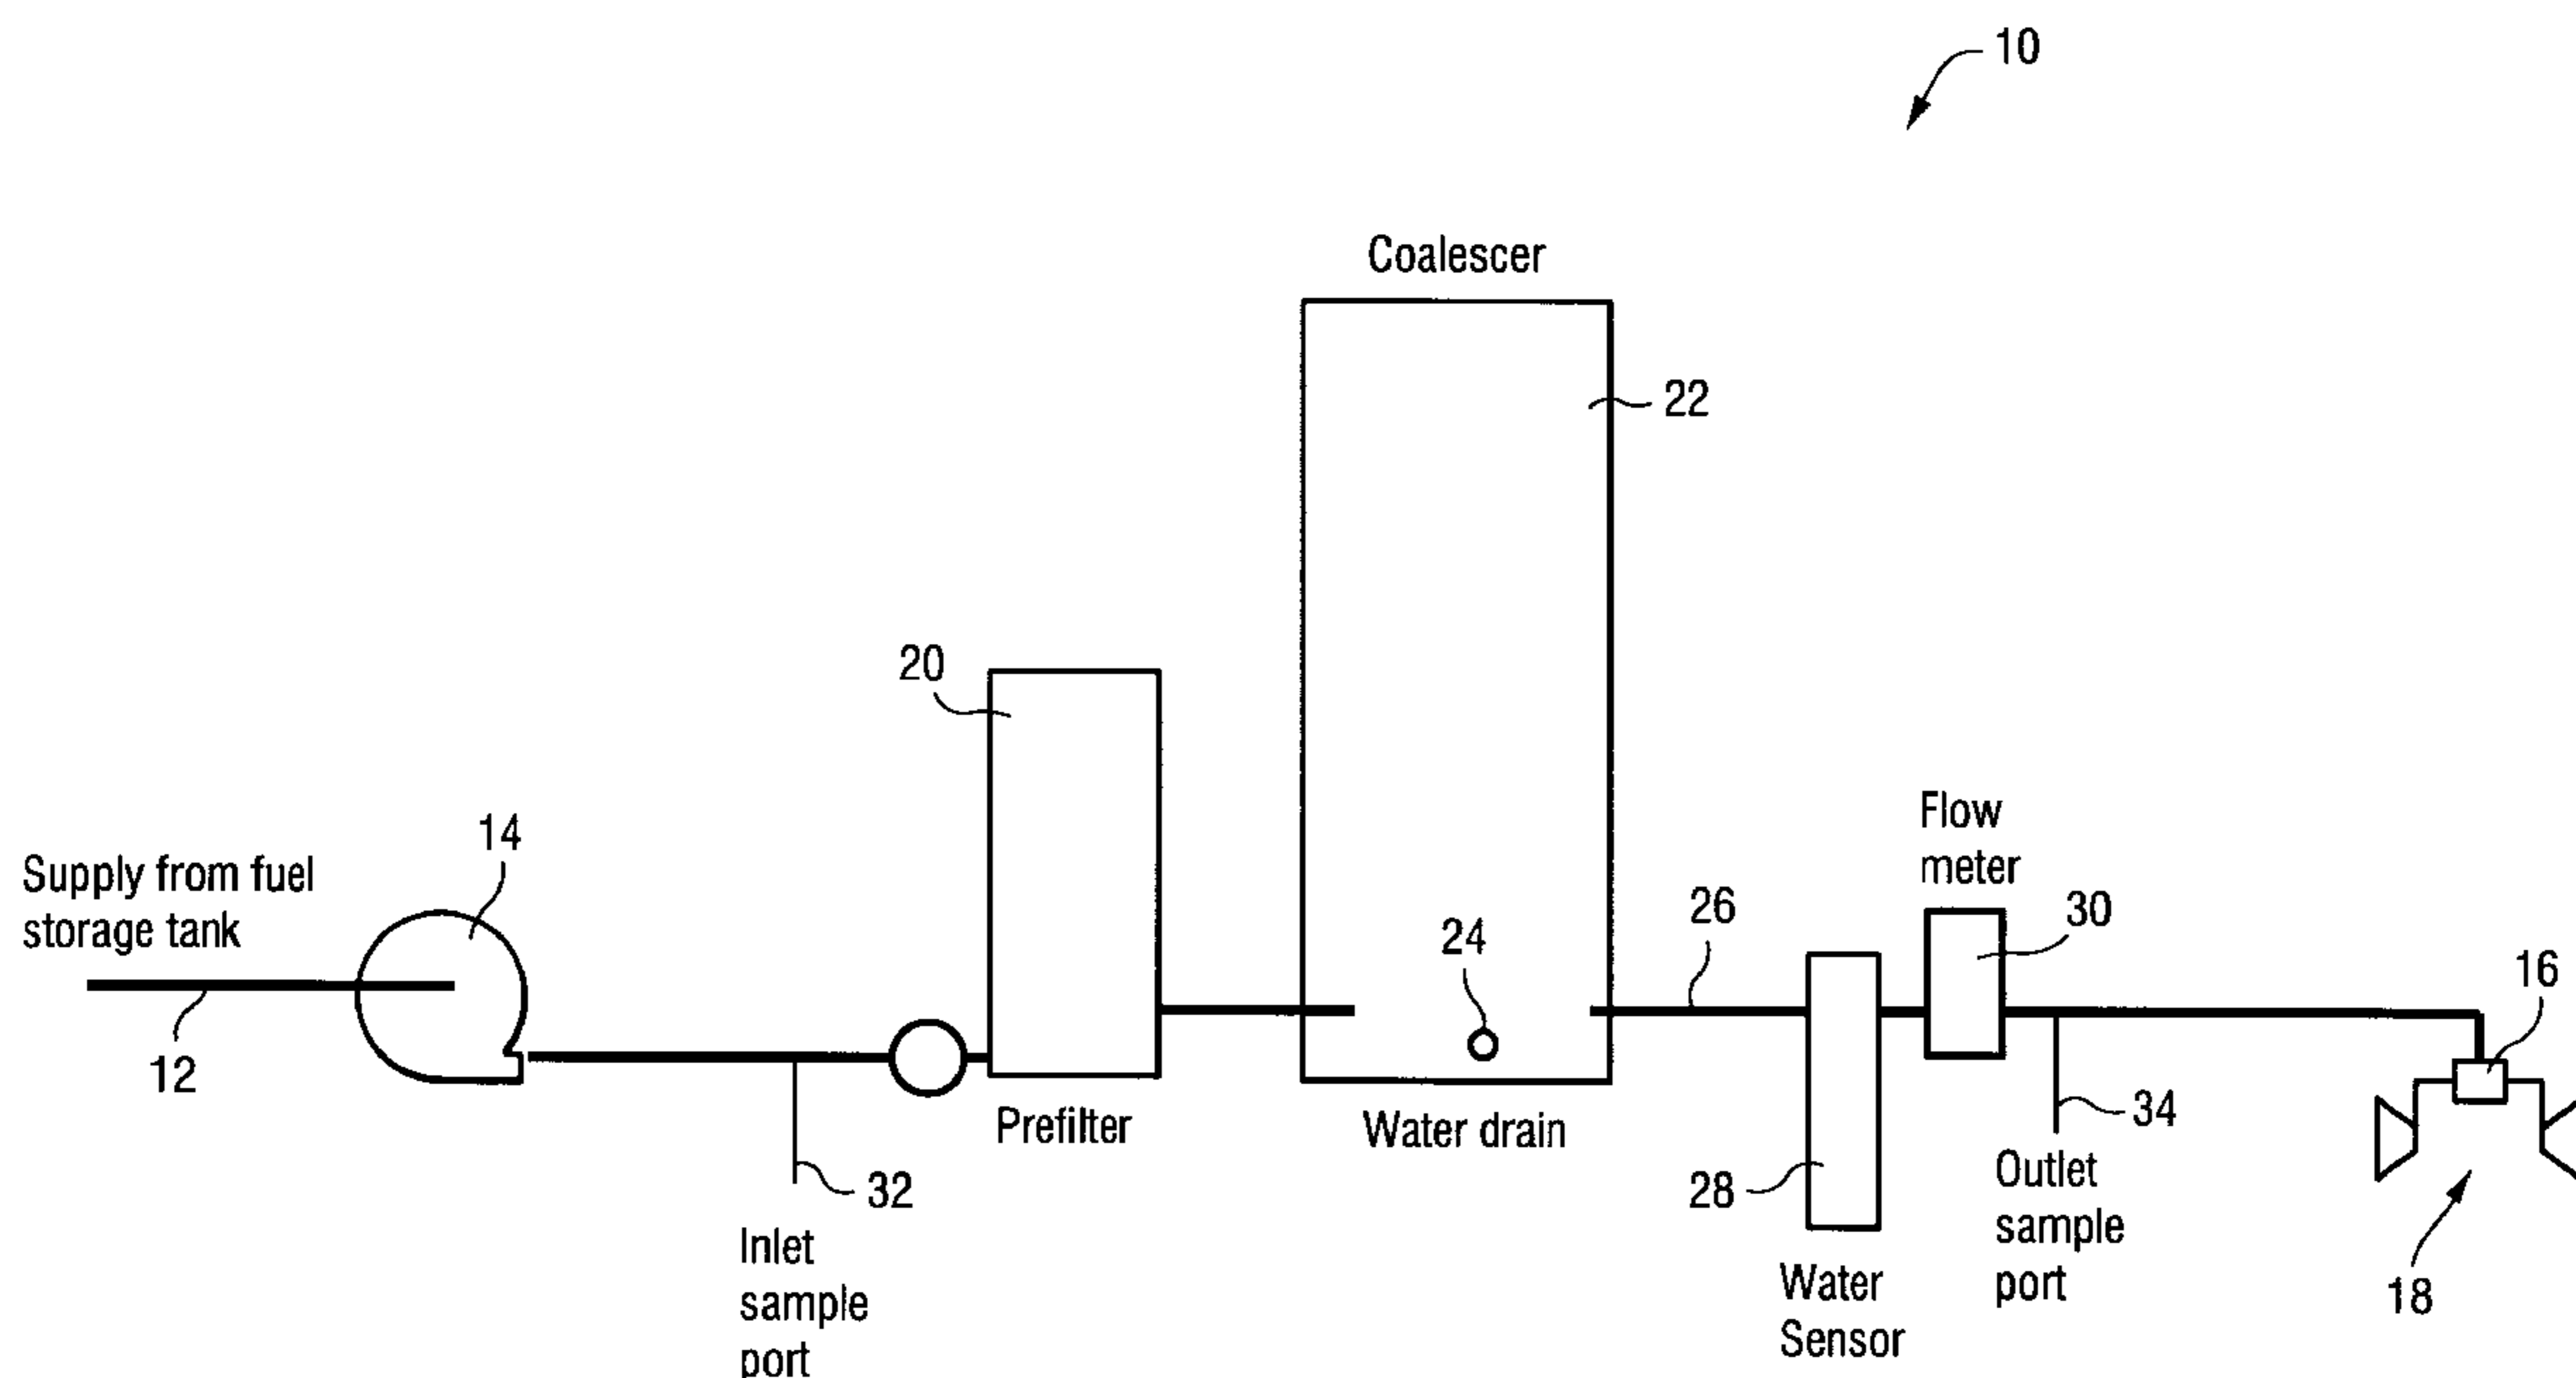 10
Coalescer
22
20
Flow
meter
14
Supply from fuel
storage tank
26
30
24
16
12
34
Prefilter
Water drain
32
28
Outlet
sample
port
Inlet
sample
port
Water
Sensor
18